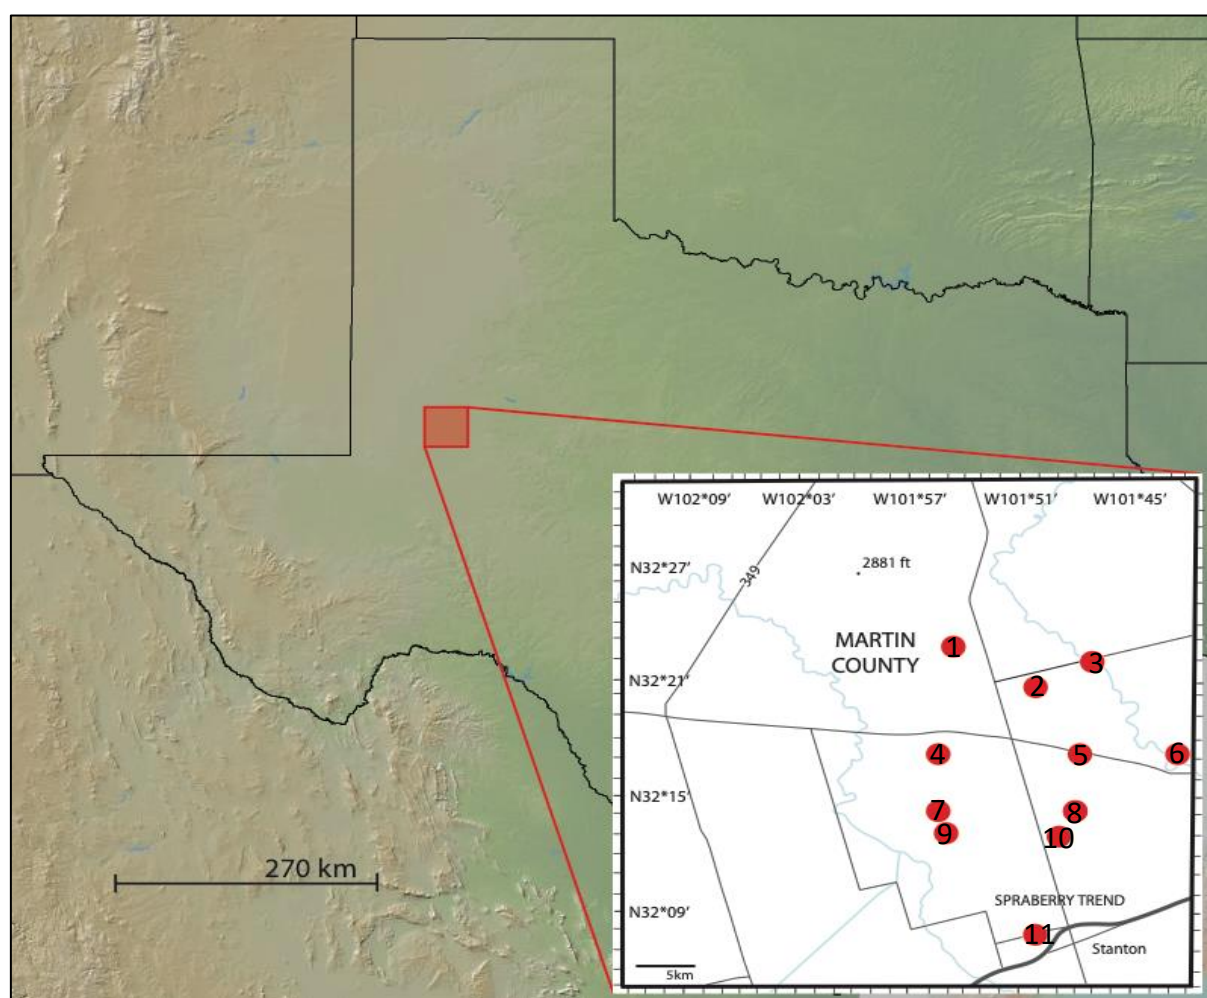 W102°09′ W102°03′ W101°57′ W101°51′ W101°45′
N32°27′
349
2881 ft
MARTIN
COUNTY
1
3
N32°21′
2
4
5
6
N32°15′
7
8
9
10
270 km
SPRABERRY TREND
N32°09′
11
Stanton
5km